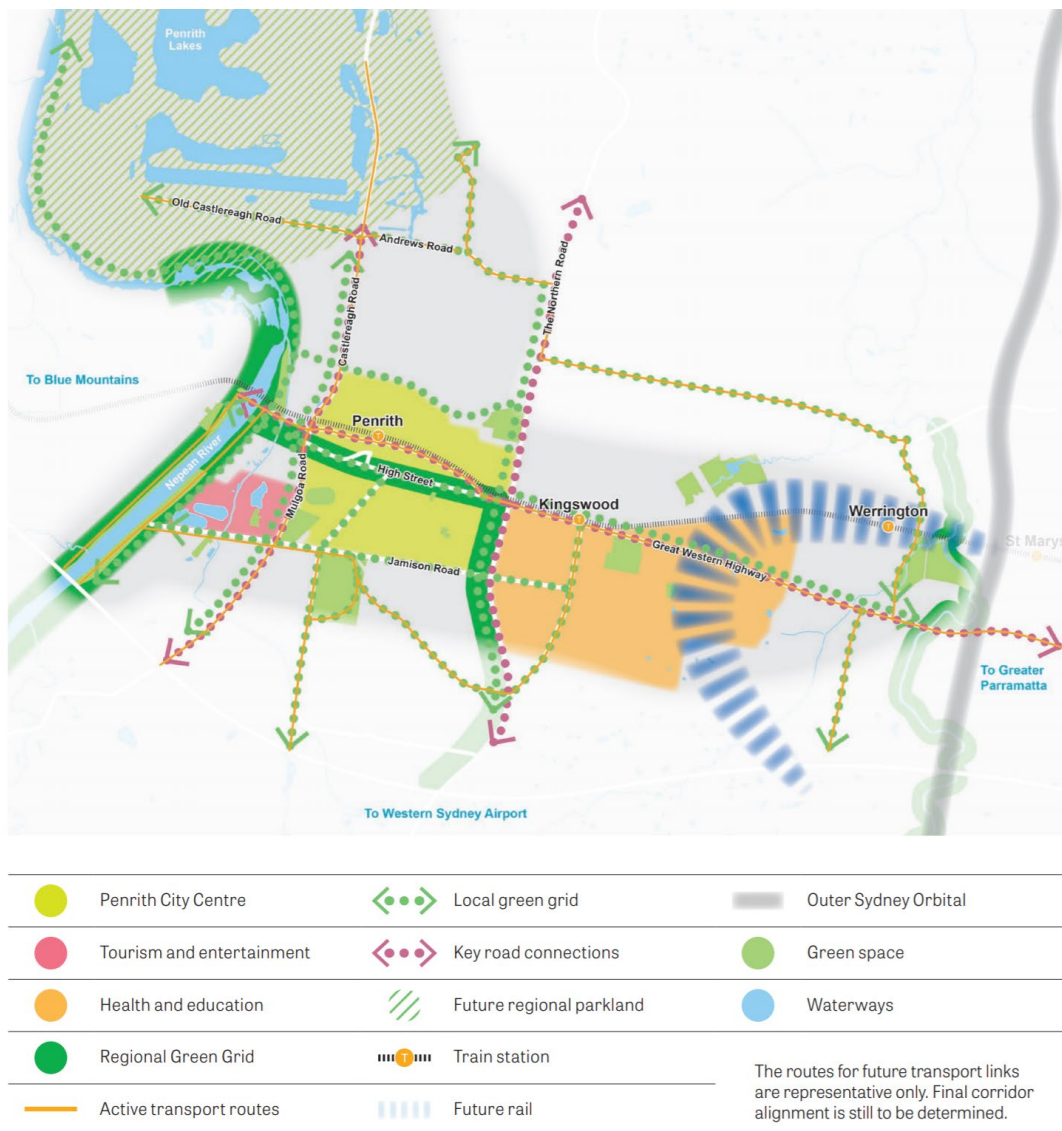 Penrith
Lakes
Old Castlereagh Road
Andrews Road
Castlereagh Road
The Northern Road
To Blue Mountains
Penrith
T
High Street
Nepean River
Mulgoa Road
Kingswood
T
Werrington
T
St Marys
Great Western Highway
Jamison Road
To Greater
Parramatta
To Western Sydney Airport
Penrith City Centre
Local green grid
Outer Sydney Orbital
Tourism and entertainment
Key road connections
Green space
Health and education
Future regional parkland
Waterways
Regional Green Grid
T
Train station
Active transport routes
Future rail
The routes for future transport links
are representative only. Final corridor
alignment is still to be determined.